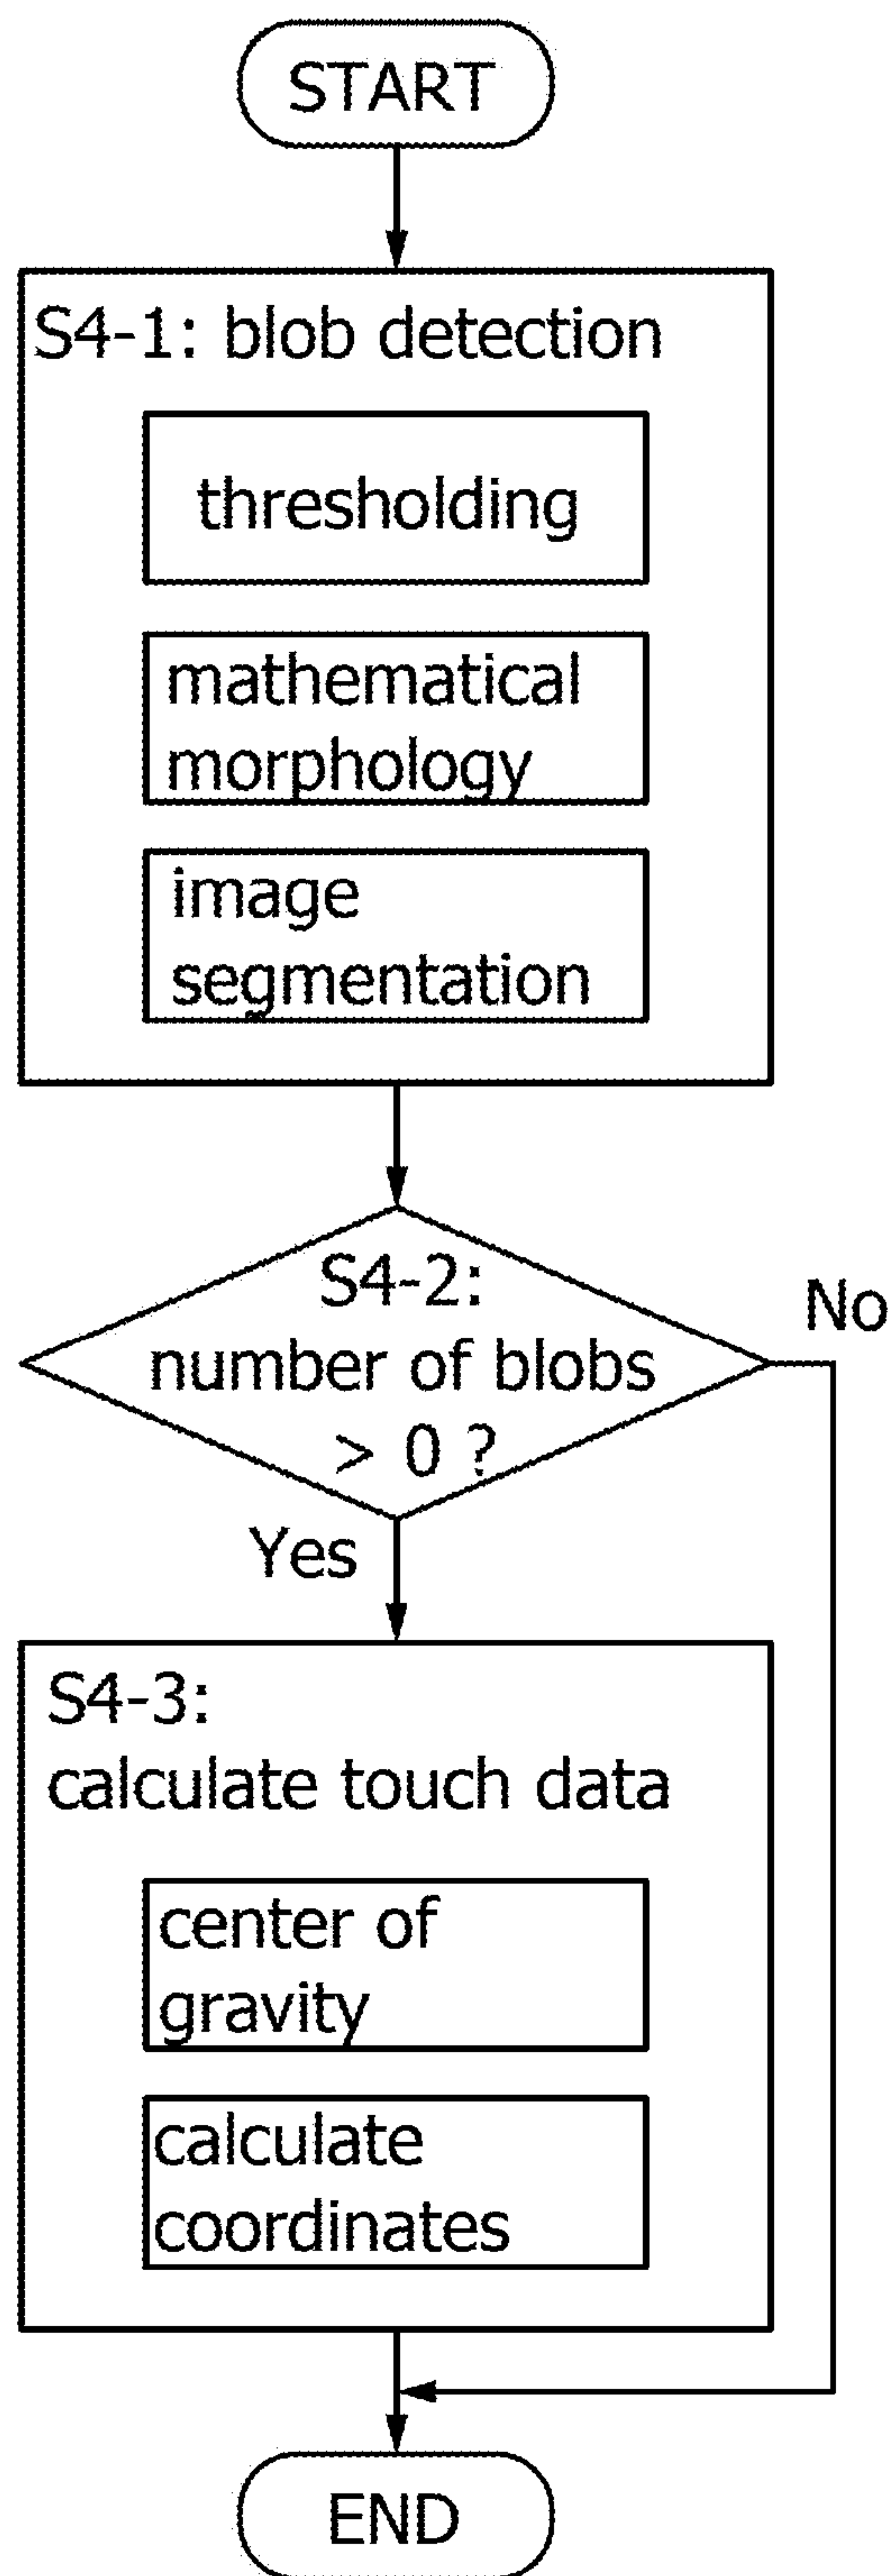 START
S4-1: blob detection
thresholding
mathematical
morphology
image
segmentation
S4-2:
number of blobs
> 0 ?
No
Yes
S4-3:
calculate touch data
center of
gravity
calculate
coordinates
END